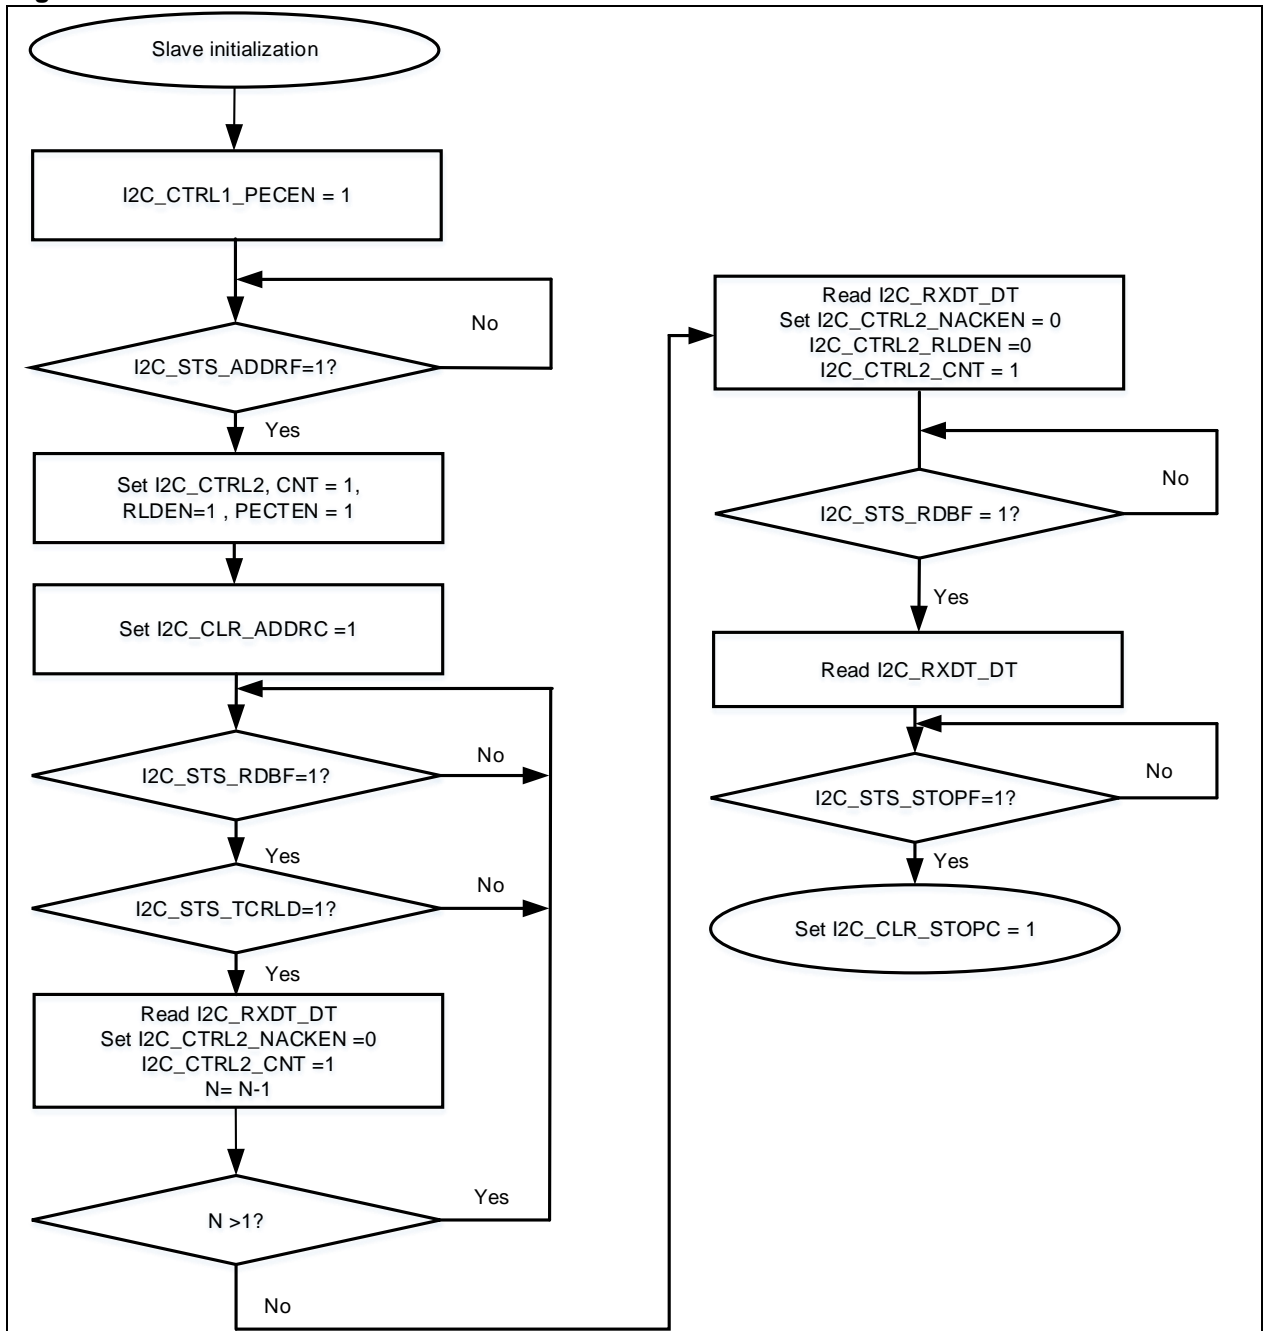 Slave initialization
I2C_CTRL1_PECEN = 1
No
I2C_STS_ADDRF=1?
Yes
Set I2C_CTRL2, CNT = 1,
RLDEN=1 , PECTEN = 1
Set I2C_CLR_ADDRC =1
No
I2C_STS_RDBF=1?
Yes
No
I2C_STS_TCRLD=1?
Yes
Read I2C_RXDT_DT
Set I2C_CTRL2_NACKEN =0
I2C_CTRL2_CNT =1
N= N-1
Yes
N >1?
No
Read I2C_RXDT_DT
Set I2C_CTRL2_NACKEN = 0
I2C_CTRL2_RLDEN =0
I2C_CTRL2_CNT = 1
No
I2C_STS_RDBF = 1?
Yes
Read I2C_RXDT_DT
No
I2C_STS_STOPF=1?
Yes
Set I2C_CLR_STOPC = 1